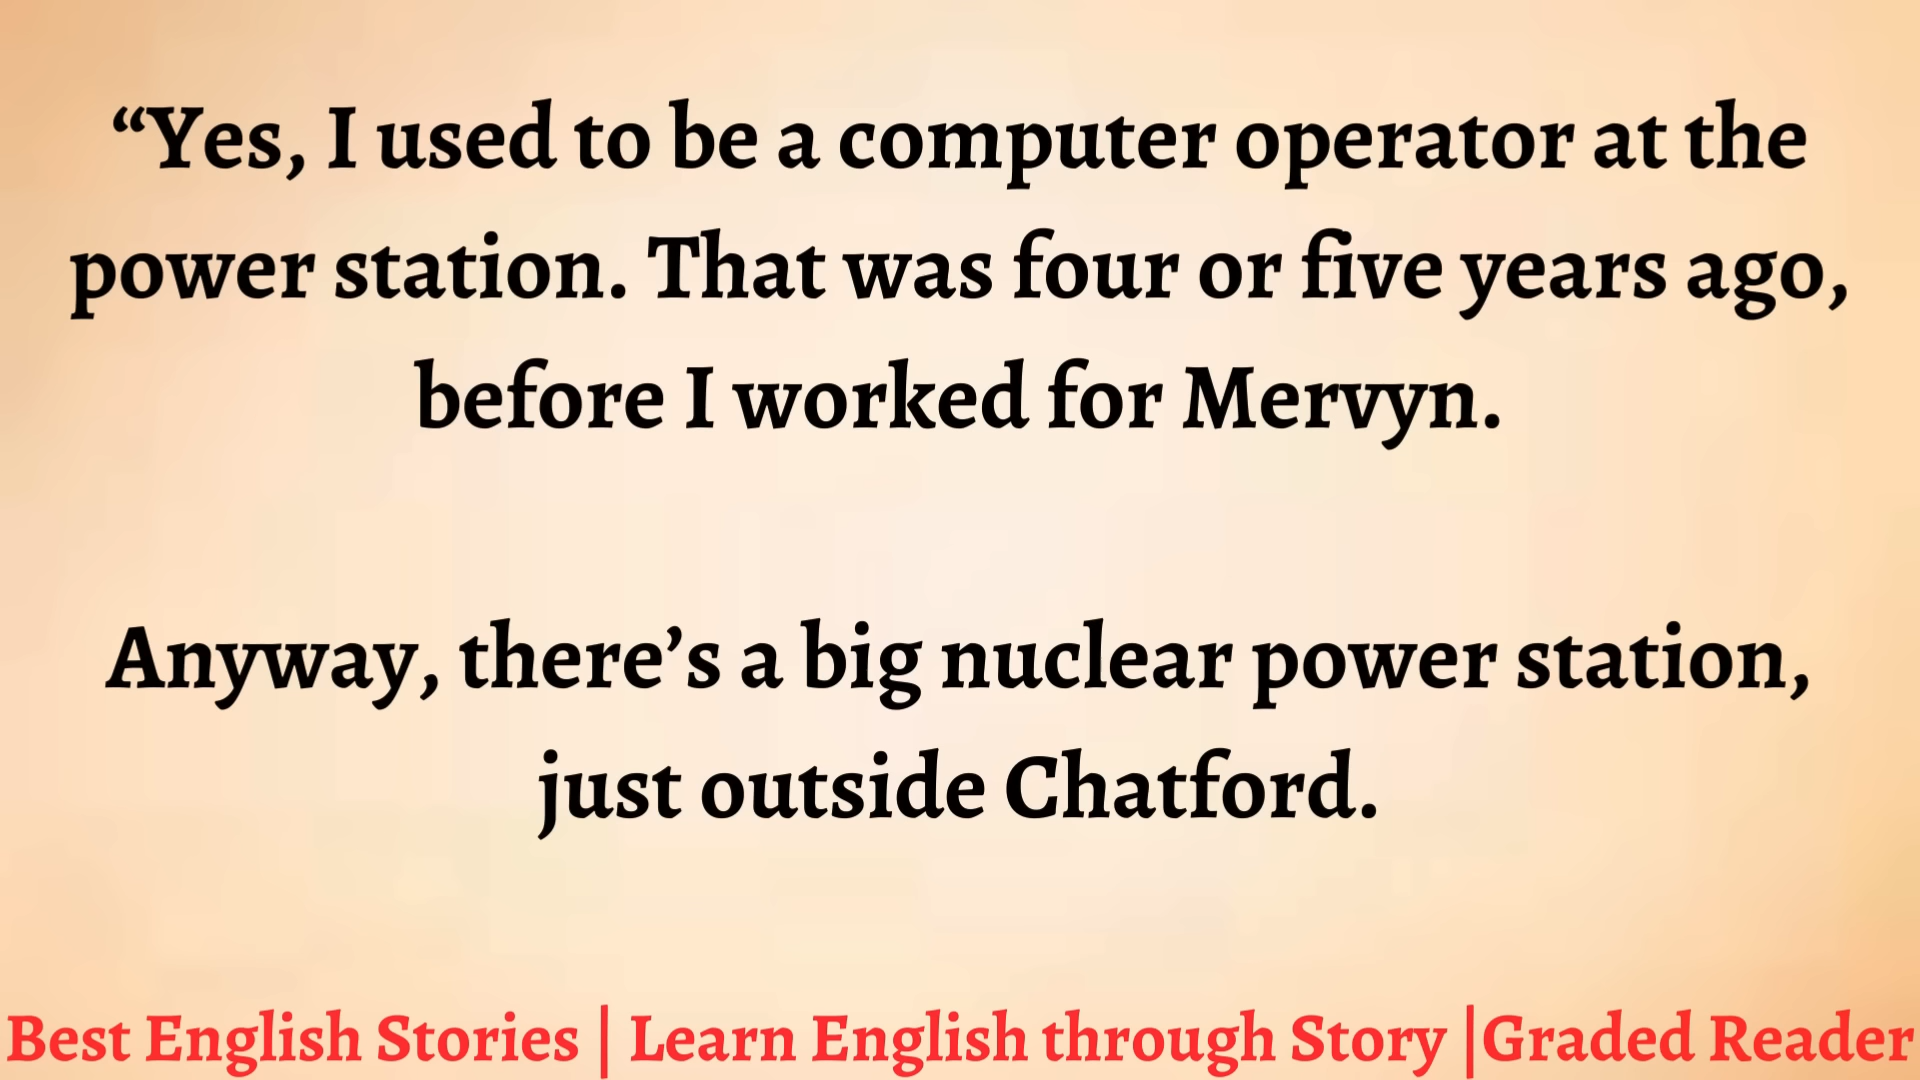 “Yes, I used to be a computer operator at the
power station. That was four or five years ago,
before I worked for Mervyn.
Anyway, there’s a big nuclear power station,
just outside Chatford.
Best English Stories | Learn English through Story |Graded Reader